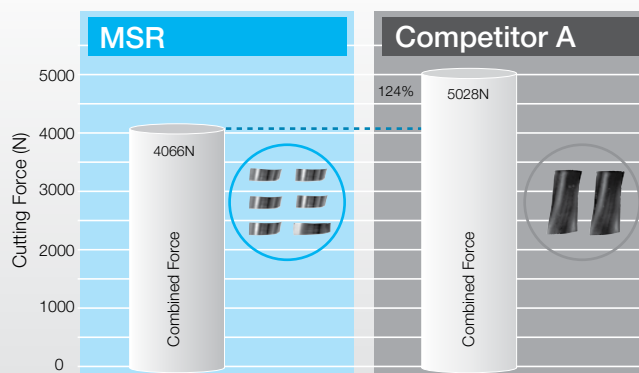 MSR
Competitor A
Cutting Force (N)
5000
4000
3000
2000
1000
0
4066N
Combined Force
124%
5028N
Combined Force